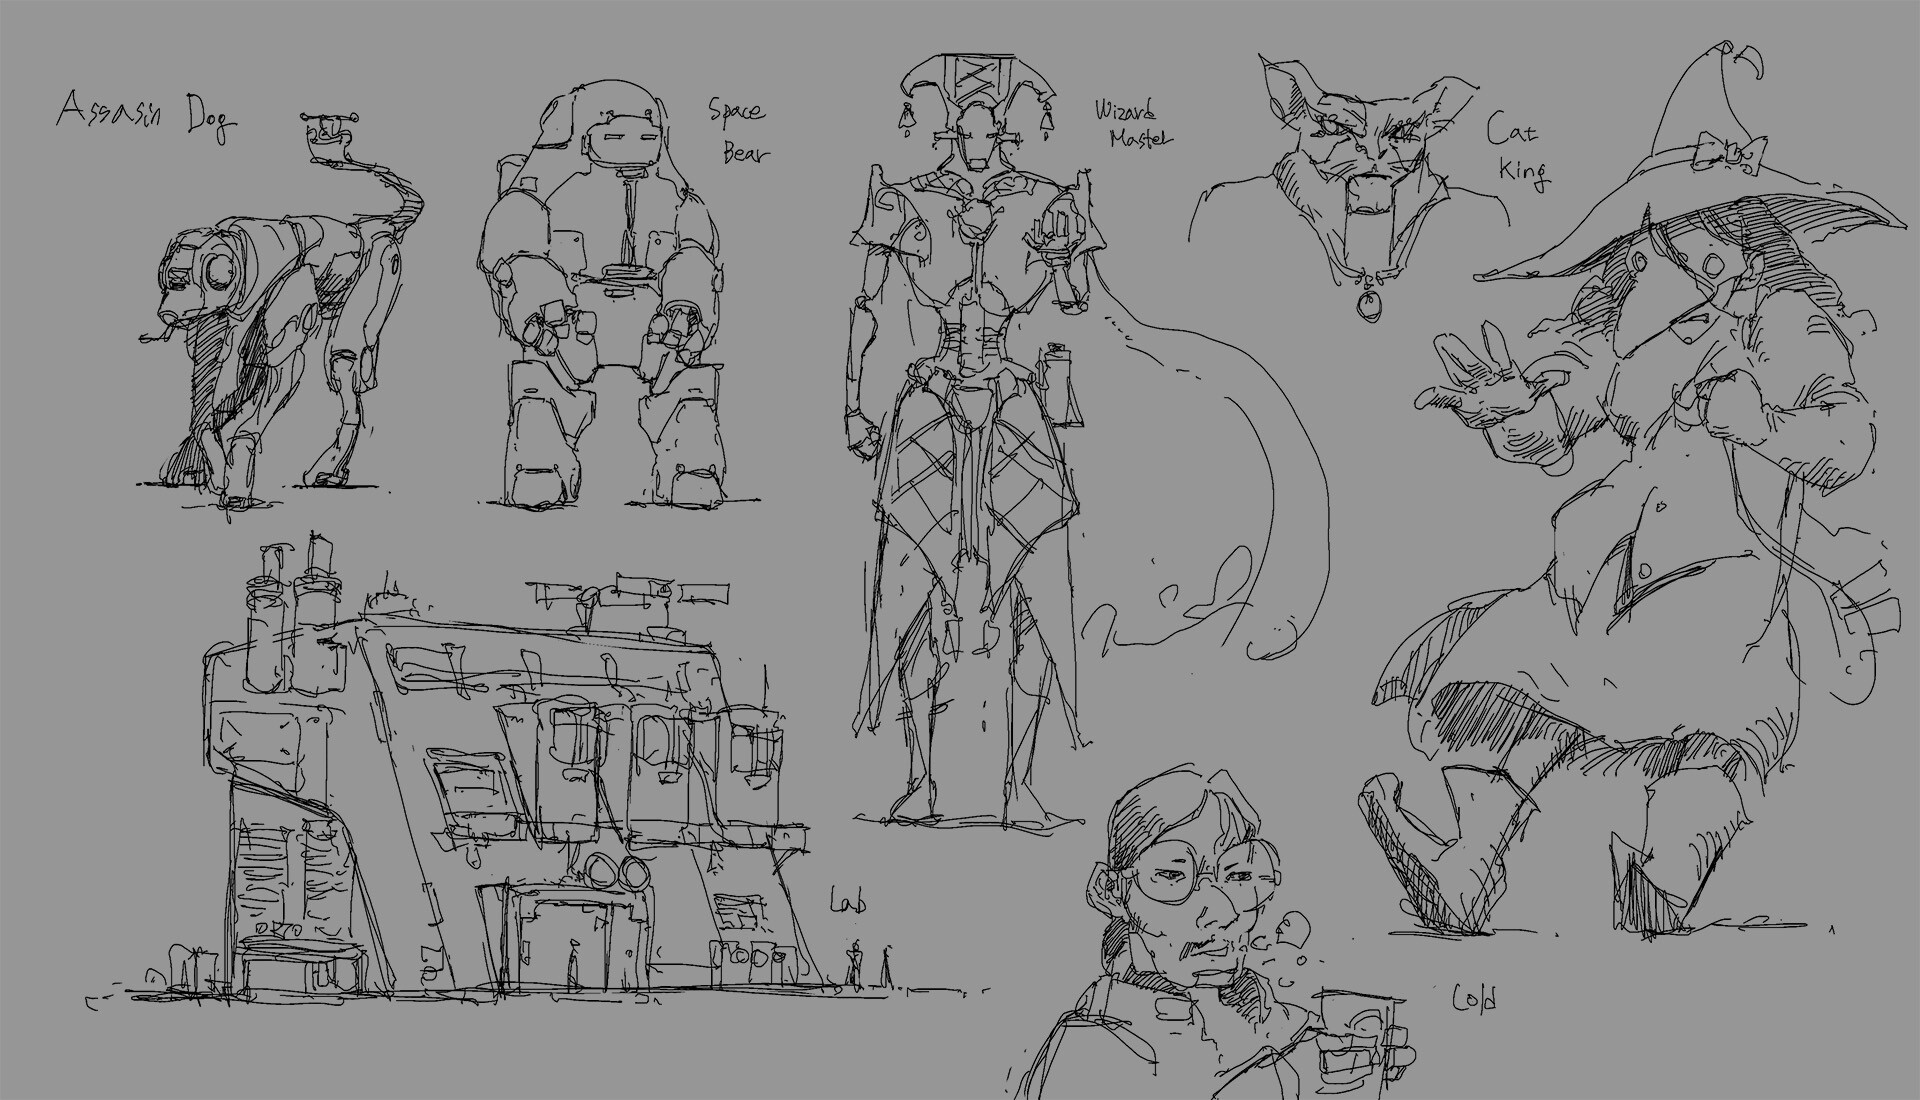 Assasin Dog
Space
Bear
Wizard
Master
Cat
King
Lab
Cold